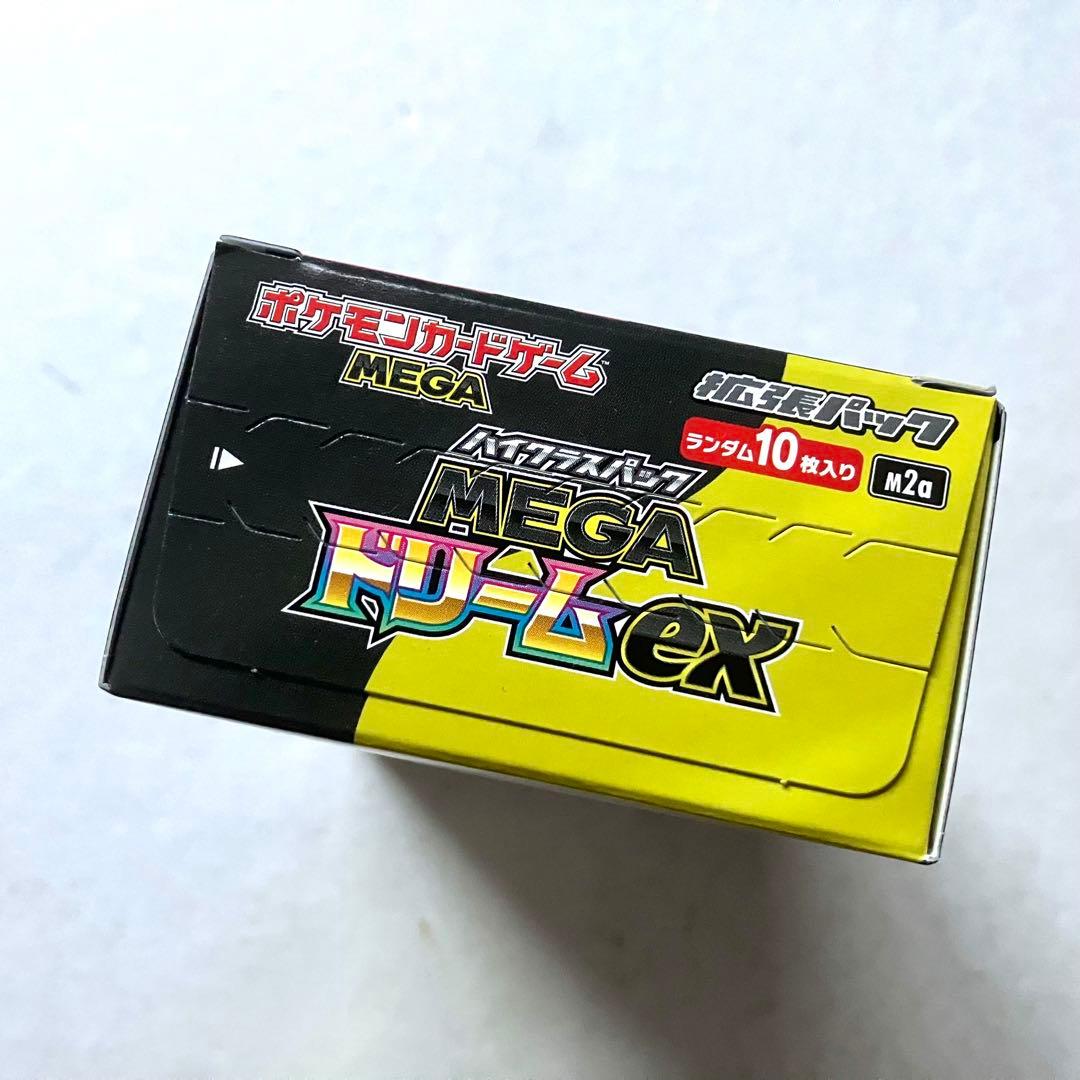 ポケモンカードゲーム™
MEGA
拡張パック
ランダム10枚入り
M2a
ハイクラスパック
MEGA
ドリームex